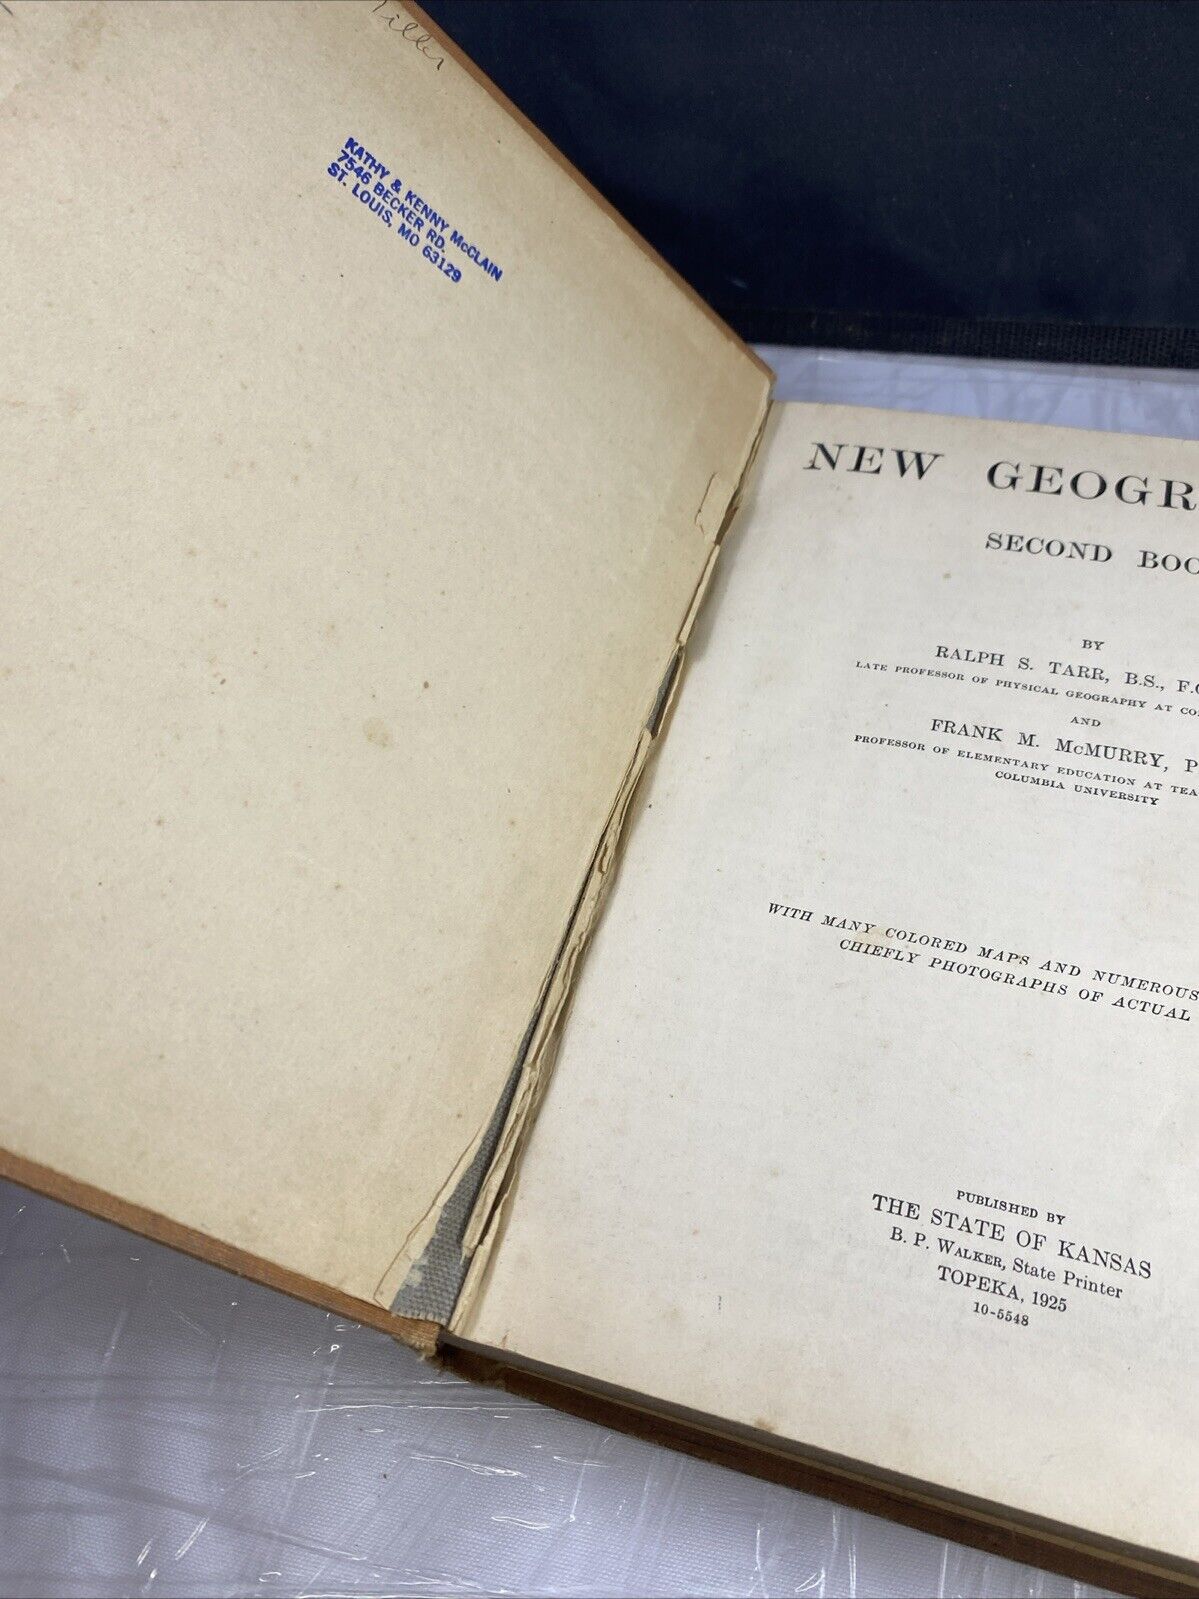 Tiller
KATHY & KENNY McCLAIN
7546 BECKER RD.
ST. LOUIS, MO 63129
NEW GEOGR
SECOND BOO
BY
RALPH S. TARR, B.S., F.G
LATE PROFESSOR OF PHYSICAL GEOGRAPHY AT CO
AND
FRANK M. McMURRY, P
PROFESSOR OF ELEMENTARY EDUCATION AT TEA
COLUMBIA UNIVERSITY
WITH MANY COLORED MAPS AND NUMEROUS
CHIEFLY PHOTOGRAPHS OF ACTUAL
PUBLISHED BY
THE STATE OF KANSAS
B. P. WALKER, State Printer
TOPEKA, 1925
10-5548